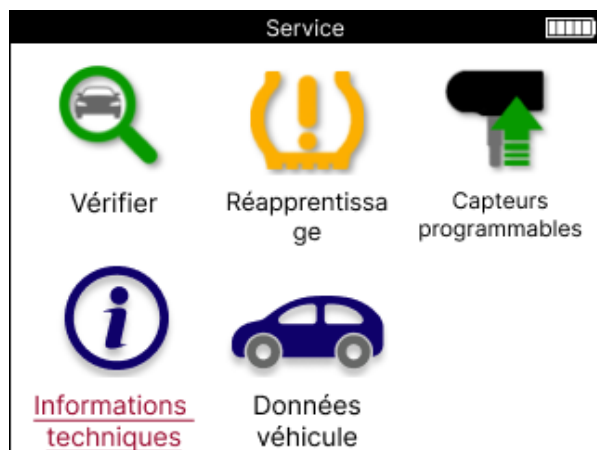 Service
Vérifier
Réapprentissa
ge
Capteurs
programmables
Informations
techniques
Données
véhicule